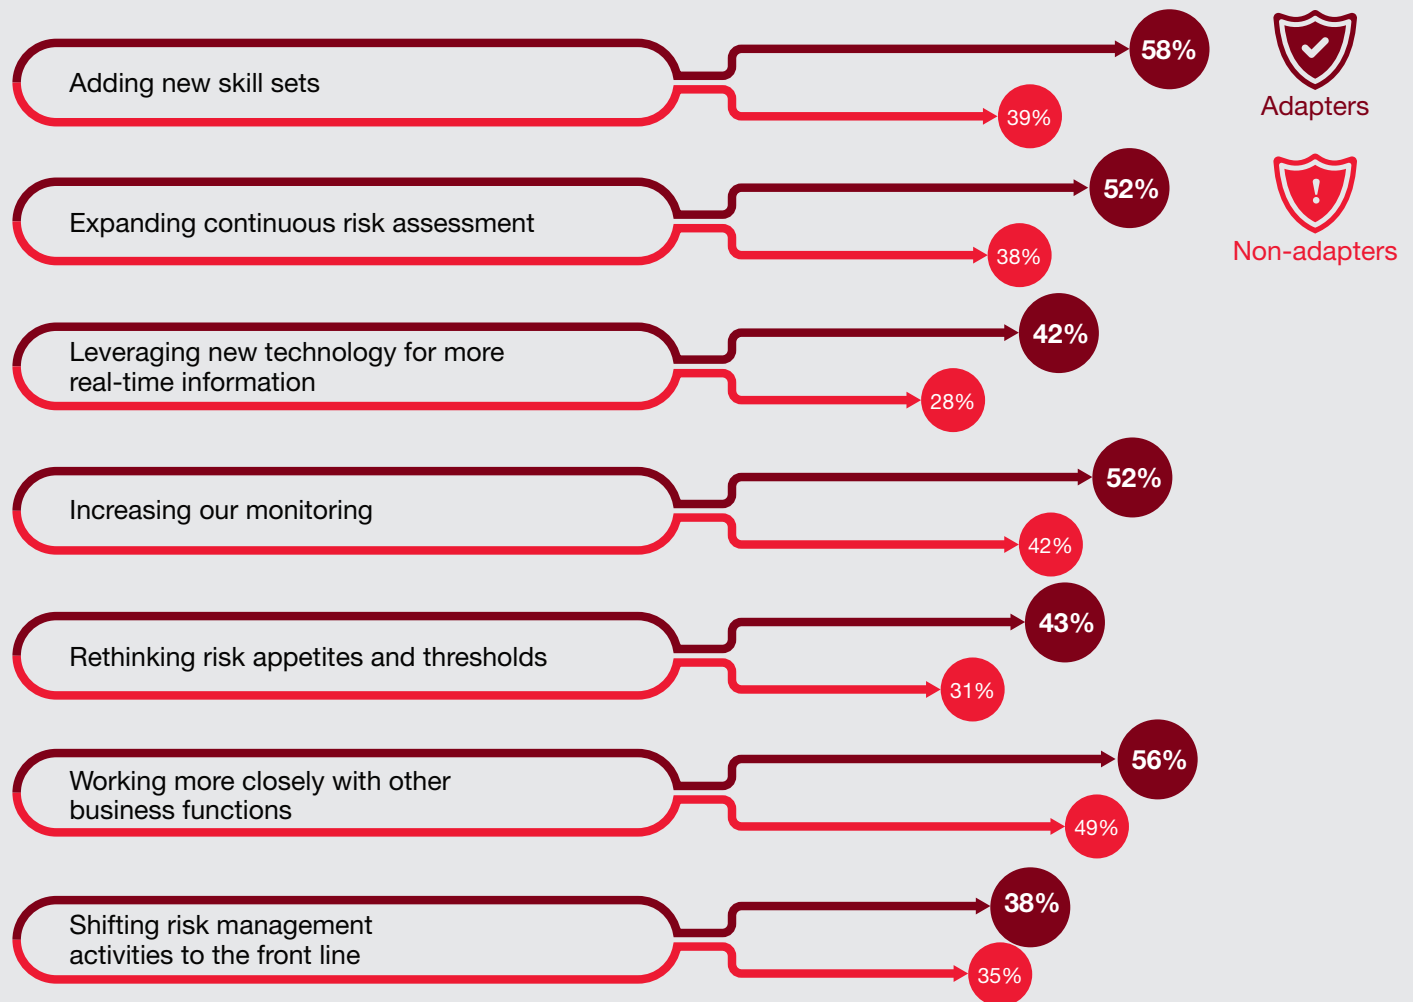 Adding new skill sets
58%
39%
Adapters
Expanding continuous risk assessment
52%
38%
Non-adapters
Leveraging new technology for more
real-time information
42%
28%
Increasing our monitoring
52%
42%
Rethinking risk appetites and thresholds
43%
31%
Working more closely with other
business functions
56%
49%
Shifting risk management
activities to the front line
38%
35%